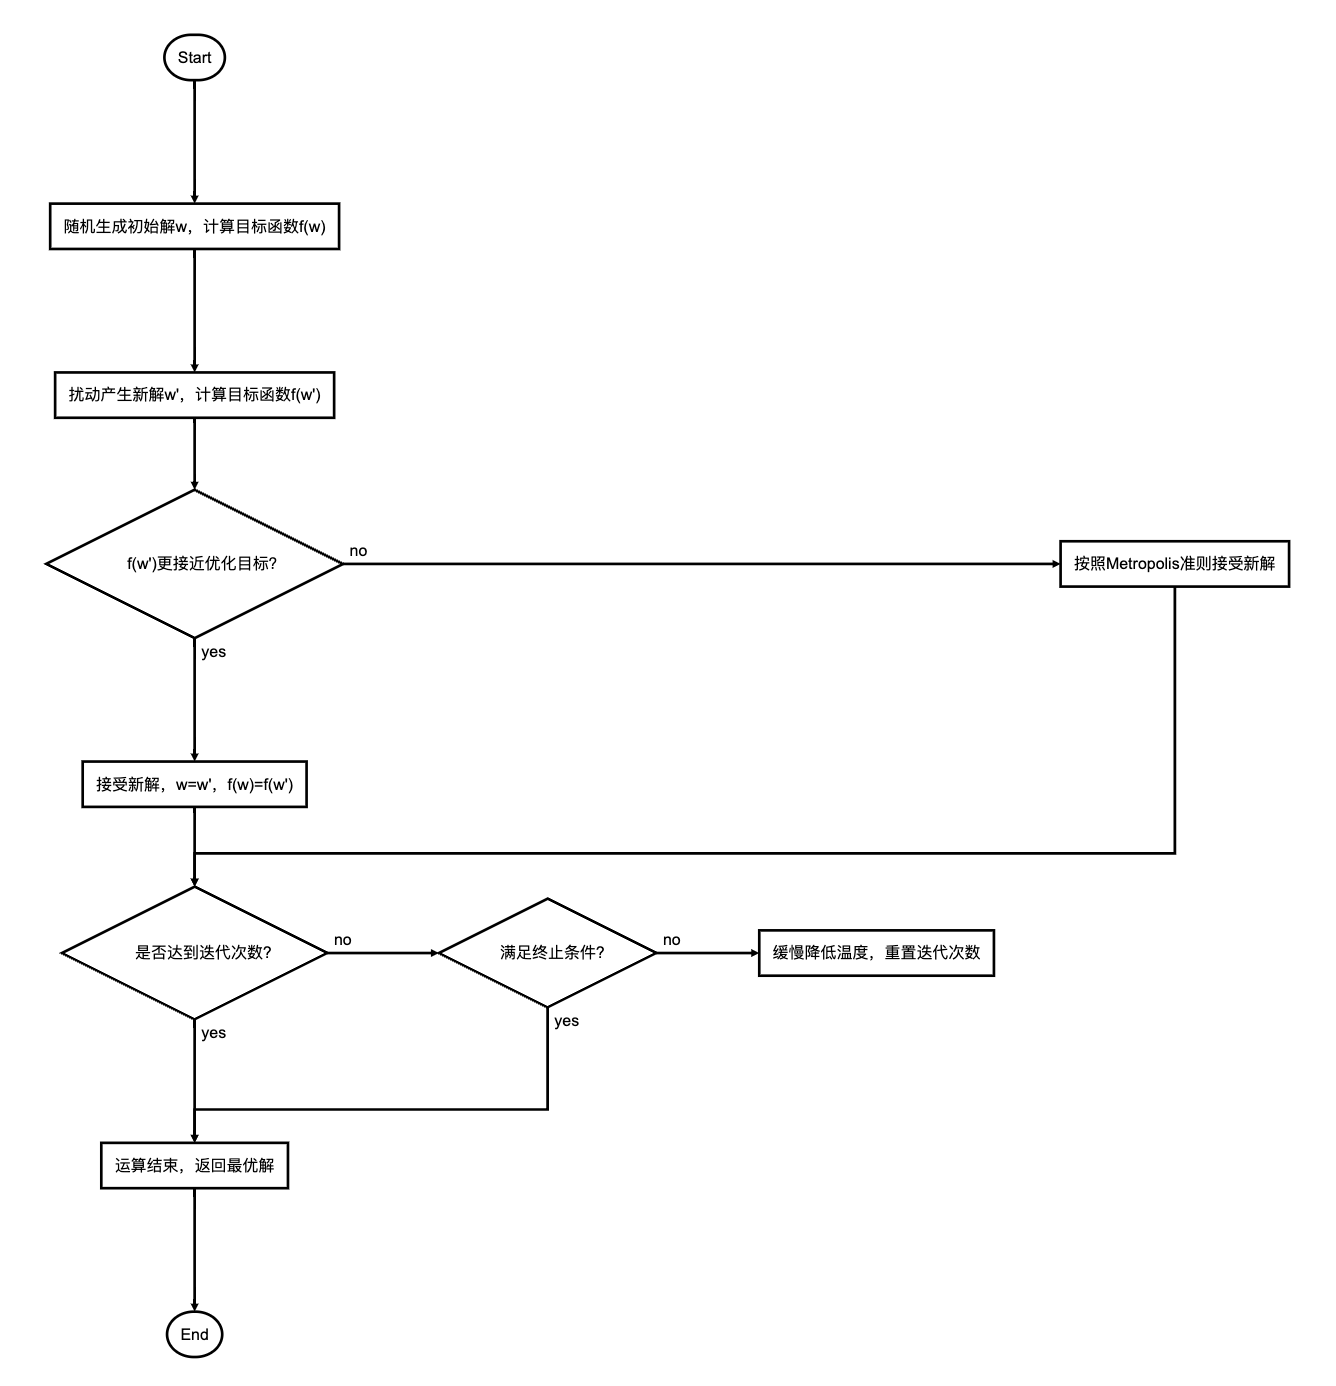 Start
随机生成初始解w，计算目标函数f(w)
扰动产生新解w'，计算目标函数f(w')
f(w')更接近优化目标?
no
按照Metropolis准则接受新解
yes
接受新解，w=w'，f(w)=f(w')
是否达到迭代次数?
no
满足终止条件?
no
缓慢降低温度，重置迭代次数
yes
yes
运算结束，返回最优解
End